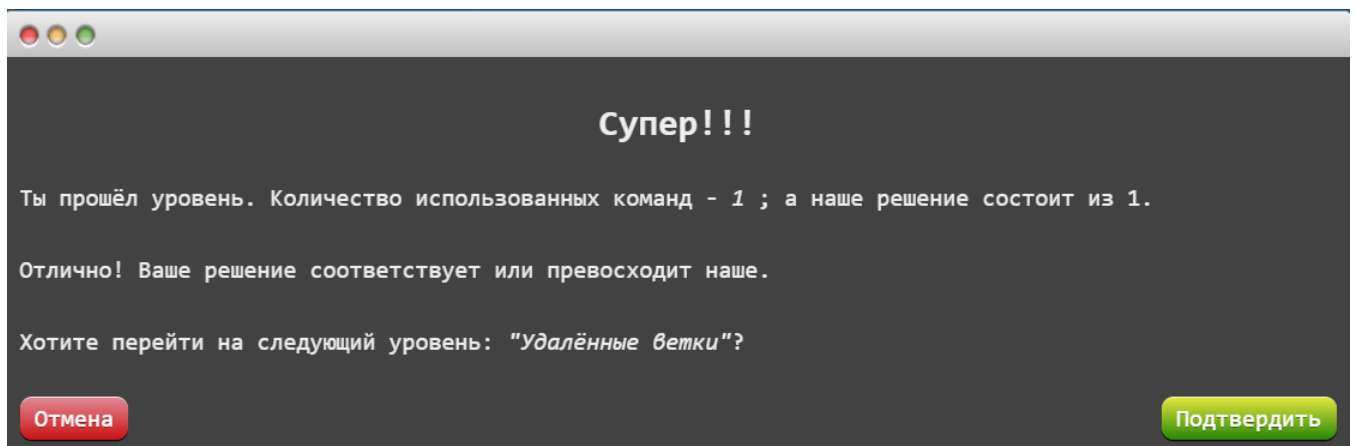 Супер!!!
Ты прошёл уровень. Количество использованных команд - 1 ; а наше решение состоит из 1.
Отлично! Ваше решение соответствует или превосходит наше.
Хотите перейти на следующий уровень: "Удалённые ветки"?
Отмена
Подтвердить